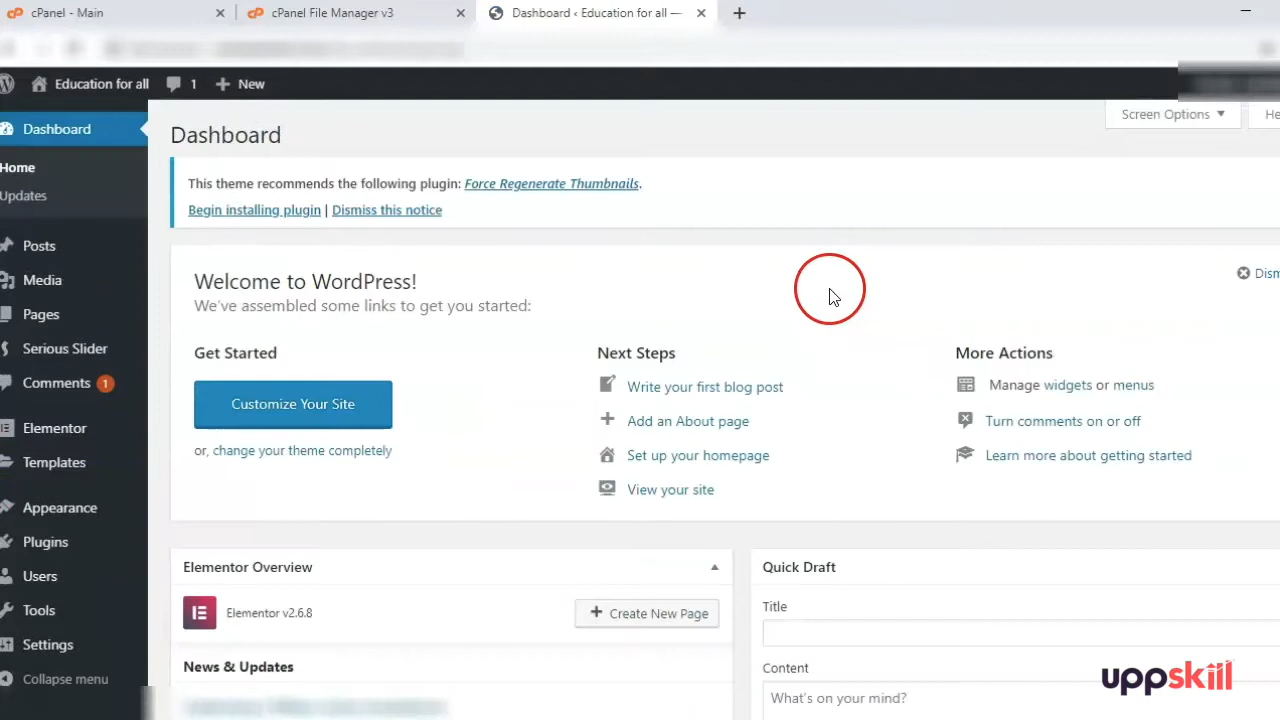 cPanel - Main
cPanel File Manager v3
Dashboard ‹ Education for all —
Education for all
1
New
Dashboard
Home
Updates
Posts
Media
Pages
Serious Slider
Comments 1
Elementor
Templates
Appearance
Plugins
Users
Tools
Settings
Collapse menu
Screen Options
He
Dashboard
This theme recommends the following plugin: Force Regenerate Thumbnails.
Begin installing plugin | Dismiss this notice
Welcome to WordPress!
We've assembled some links to get you started:
Dism
Get Started
Customize Your Site
or, change your theme completely
Next Steps
Write your first blog post
Add an About page
Set up your homepage
View your site
More Actions
Manage widgets or menus
Turn comments on or off
Learn more about getting started
Elementor Overview
Elementor v2.6.8
Create New Page
News & Updates
Quick Draft
Title
Content
What's on your mind?
uppskill